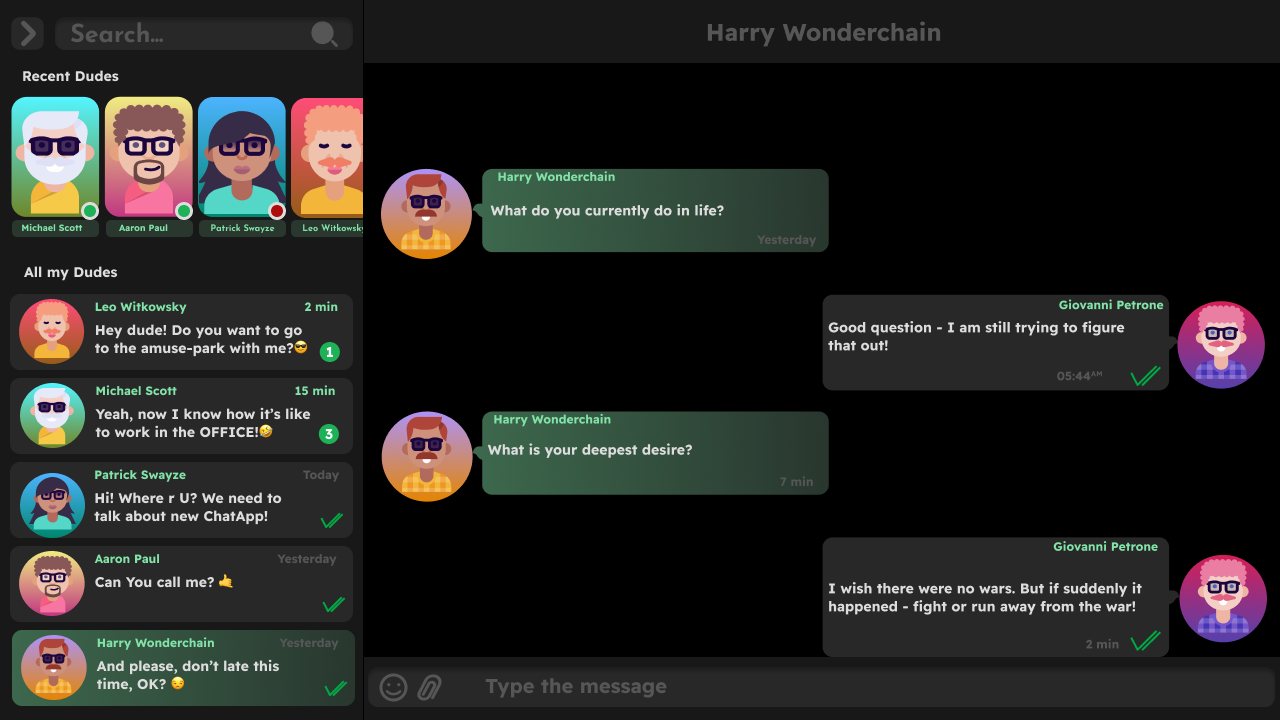 Search...
Recent Dudes
Michael Scott
Aaron Paul
Patrick Swayze
Leo Witkowsky
All my Dudes
Leo Witkowsky 2 min
Hey dude! Do you want to go
to the amuse-park with me?😎
1
Michael Scott 15 min
Yeah, now I know how it's like
to work in the OFFICE!🤣
3
Patrick Swayze Today
Hi! Where r U? We need to
talk about new ChatApp!
Aaron Paul Yesterday
Can You call me? 🤙
Harry Wonderchain Yesterday
And please, don't late this
time, OK? 😏
Harry Wonderchain
Harry Wonderchain
What do you currently do in life?
Yesterday
Giovanni Petrone
Good question - I am still trying to figure
that out!
05:44AM
Harry Wonderchain
What is your deepest desire?
7 min
Giovanni Petrone
I wish there were no wars. But if suddenly it
happened - fight or run away from the war!
2 min
Type the message